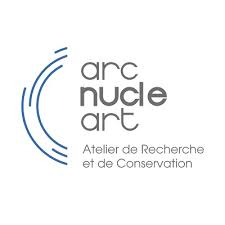 arc
nucle
art
Atelier de Recherche
et de Conservation